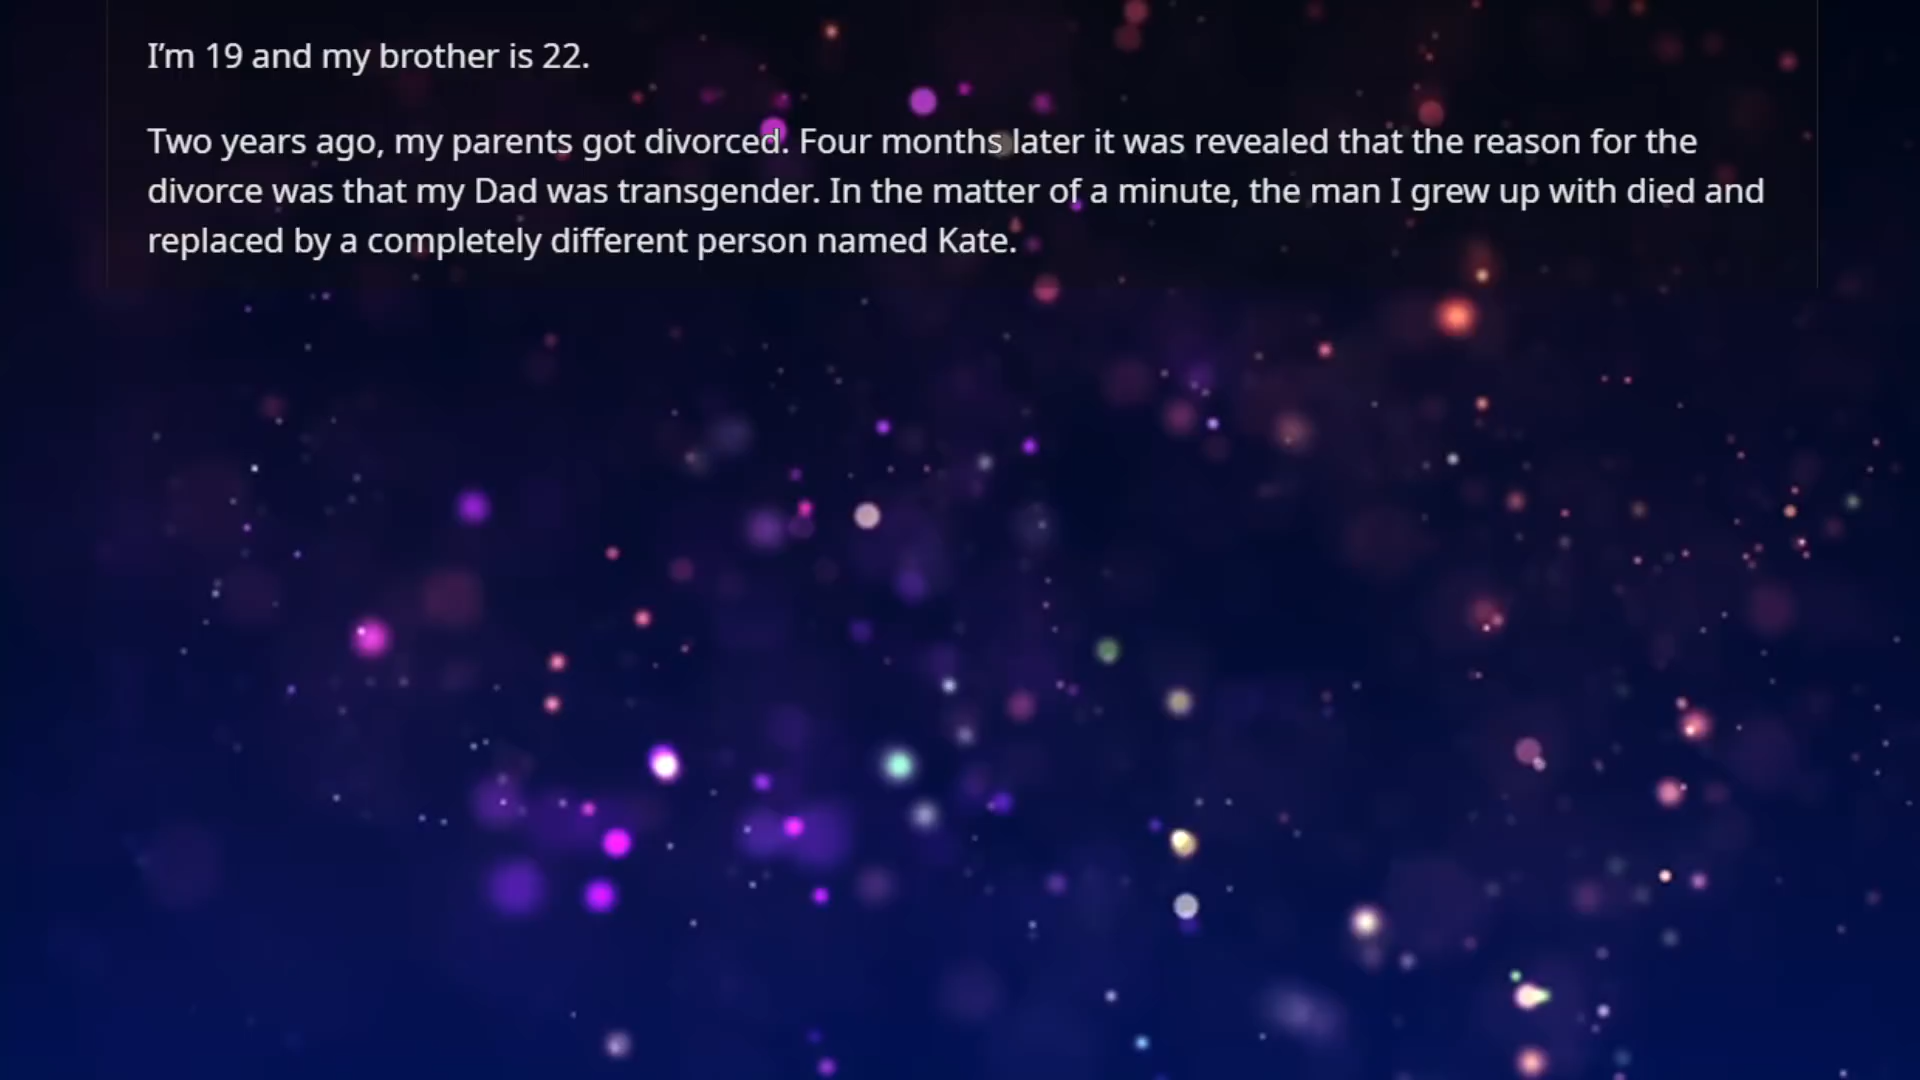 I’m 19 and my brother is 22.
Two years ago, my parents got divorced. Four months later it was revealed that the reason for the
divorce was that my Dad was transgender. In the matter of a minute, the man I grew up with died and
replaced by a completely different person named Kate.